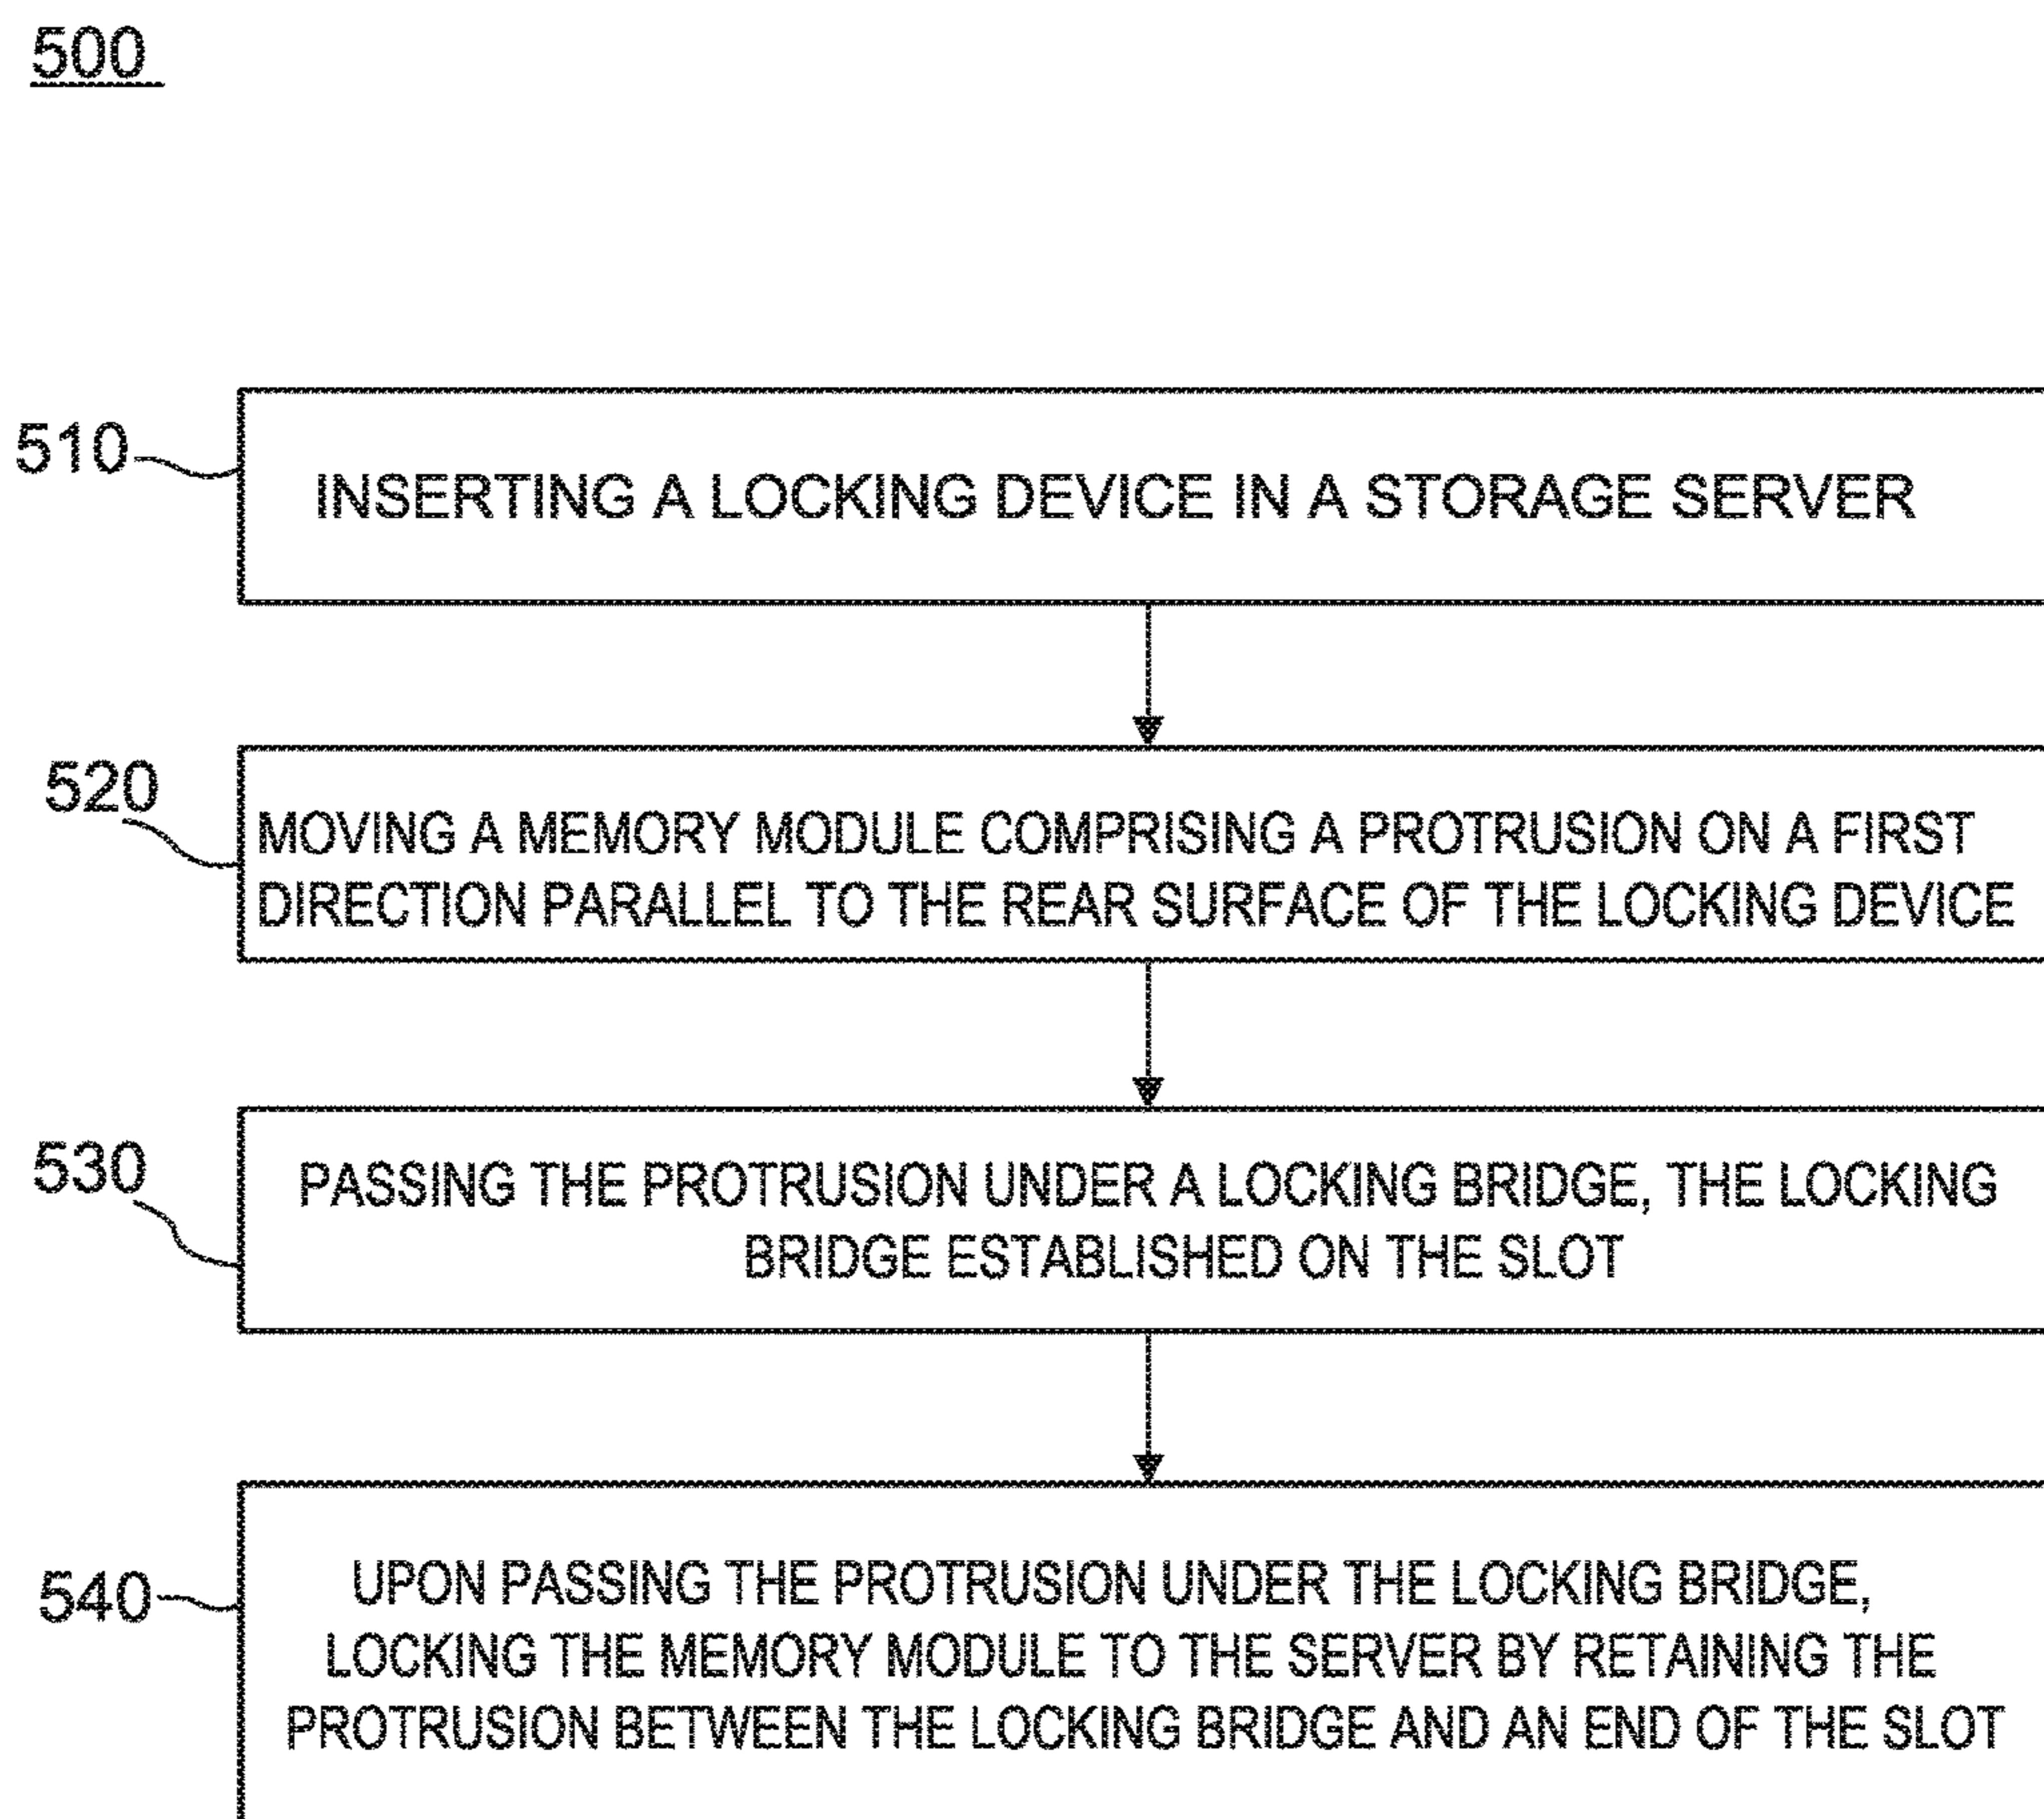 500
510
INSERTING A LOCKING DEVICE IN A STORAGE SERVER
520
MOVING A MEMORY MODULE COMPRISING A PROTRUSION ON A FIRST
DIRECTION PARALLEL TO THE REAR SURFACE OF THE LOCKING DEVICE
530
PASSING THE PROTRUSION UNDER A LOCKING BRIDGE, THE LOCKING
BRIDGE ESTABLISHED ON THE SLOT
540
UPON PASSING THE PROTRUSION UNDER THE LOCKING BRIDGE,
LOCKING THE MEMORY MODULE TO THE SERVER BY RETAINING THE
PROTRUSION BETWEEN THE LOCKING BRIDGE AND AN END OF THE SLOT